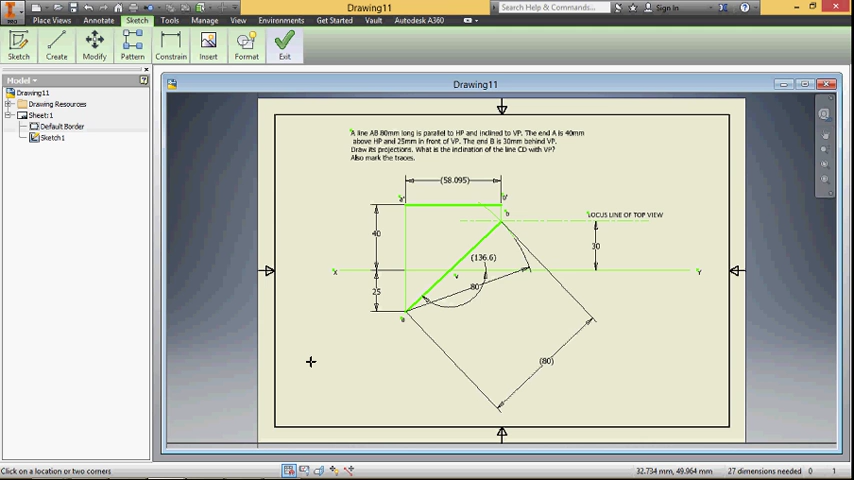 Drawing11
Search Help & Commands...
Sign In
PRO
Place Views
Annotate
Sketch
Tools
Manage
View
Environments
Get Started
Vault
Autodesk A360
Sketch
Create
Modify
Pattern
Constrain
Insert
Format
Exit
Model
Drawing11
Drawing Resources
Sheet:1
Default Border
Sketch1
Drawing11
A line AB 80mm long is parallel to HP and inclined to VP. The end A is 40mm
above HP and 25mm in front of VP. The end B is 30mm behind VP.
Draw its projections. What is the inclination of the line CD with VP?
Also mark the traces.
(58.095)
a'
b'
b
LOCUS LINE OF TOP VIEW
40
30
(136.6)
X
v
Y
25
80
a
(80)
Click on a location or two corners
32.734 mm, 49.964 mm
27 dimensions needed
0
1